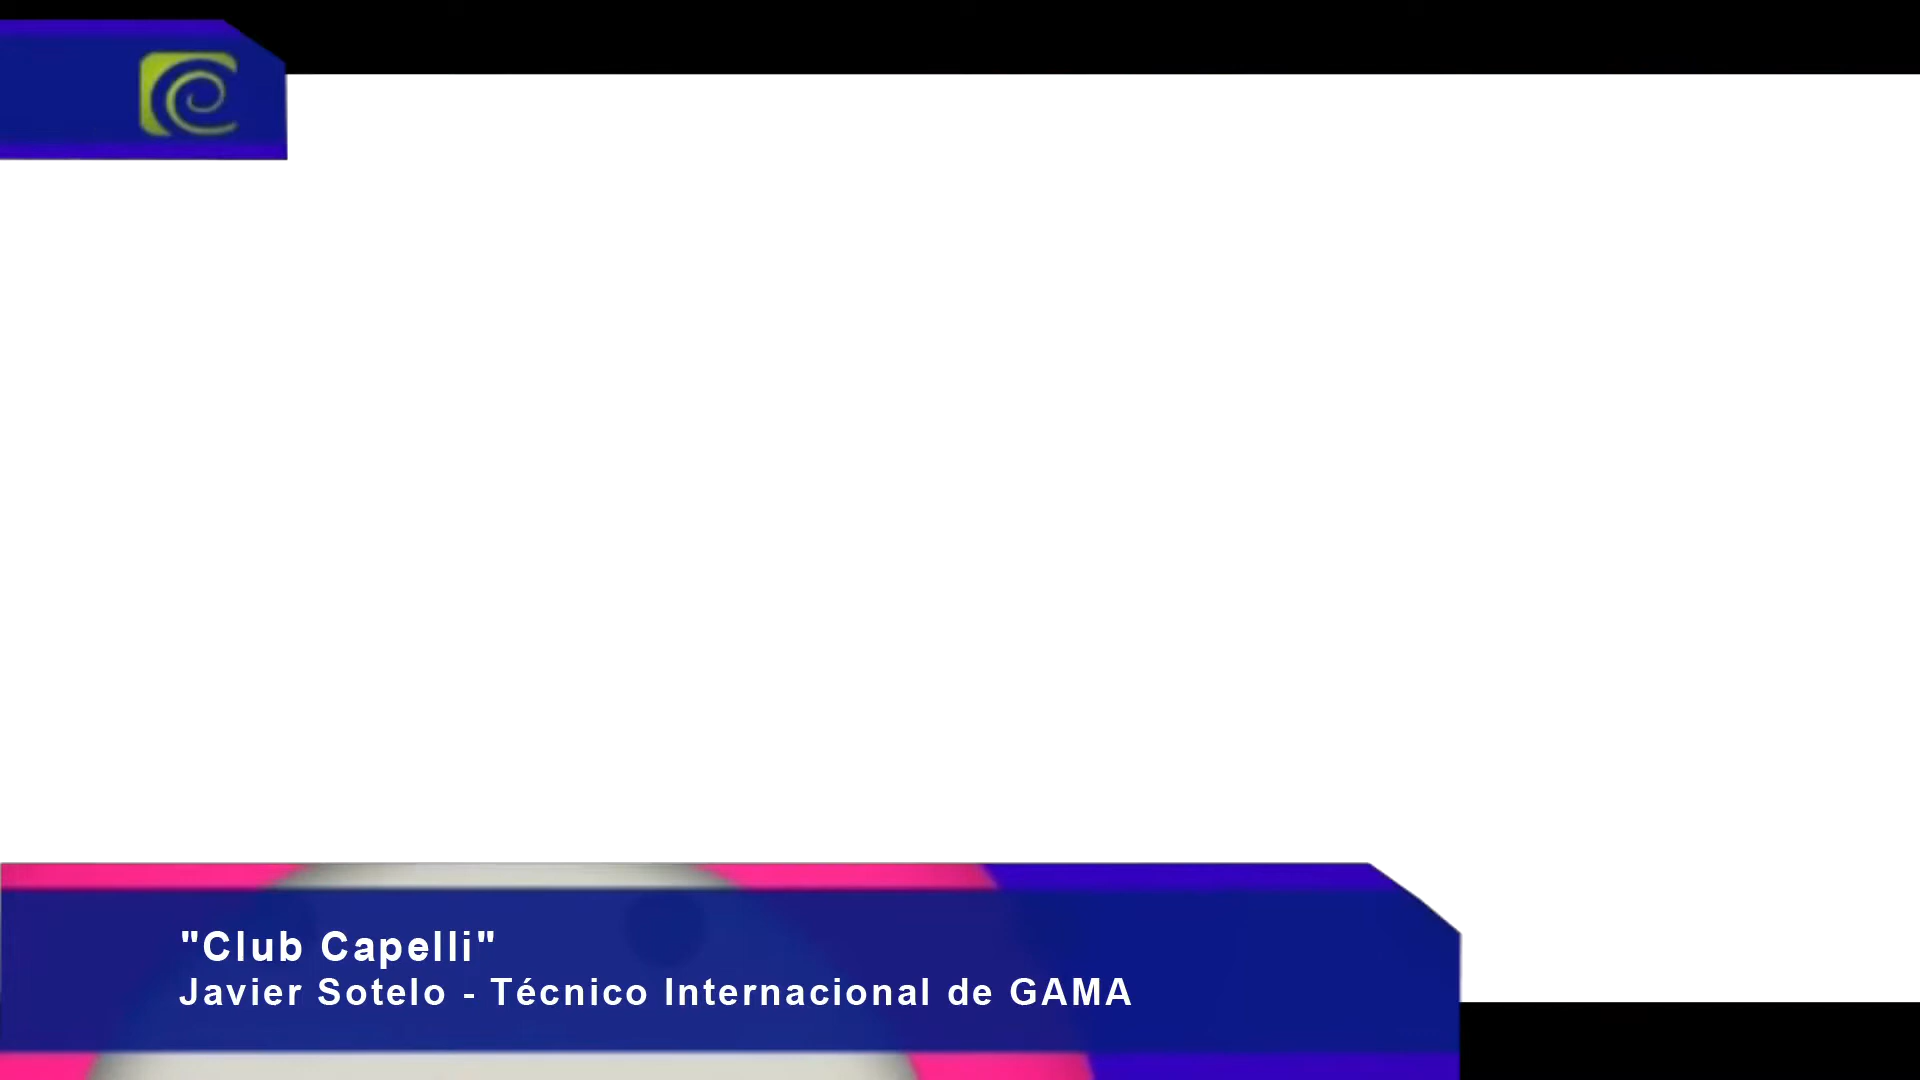 "Club Capelli"
Javier Sotelo - Técnico Internacional de GAMA